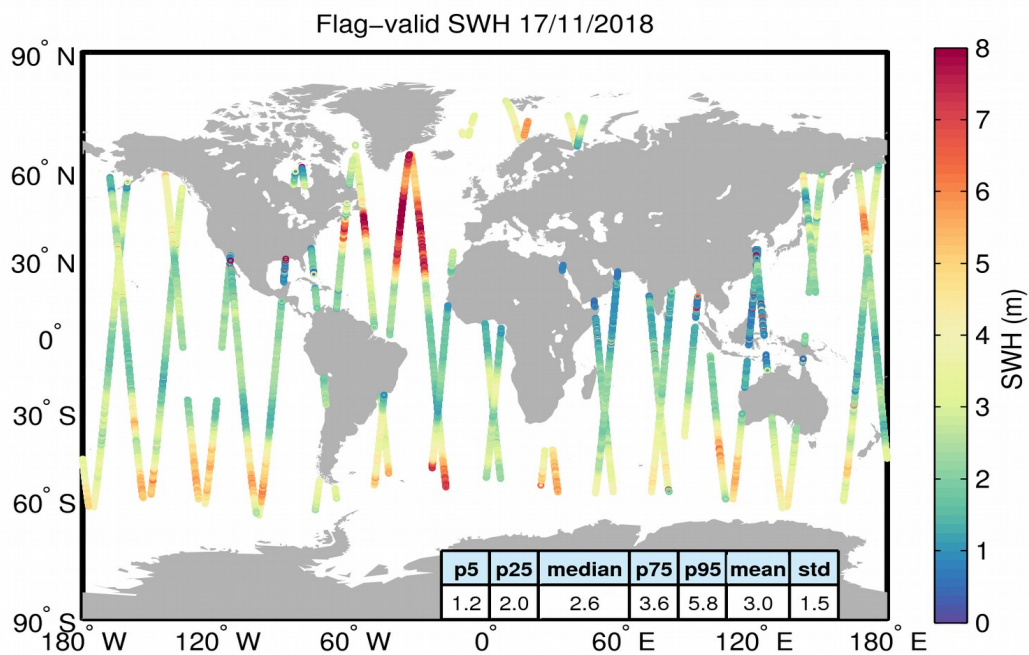 Flag−valid SWH 17/11/2018
90° N
60° N
30° N
0°
30° S
60° S
90° S
180° W
120° W
60° W
0°
60° E
120° E
180° E
p5 p25 median p75 p95 mean std
1.2 2.0 2.6 3.6 5.8 3.0 1.5
8
7
6
5
4
3
2
1
0
SWH (m)